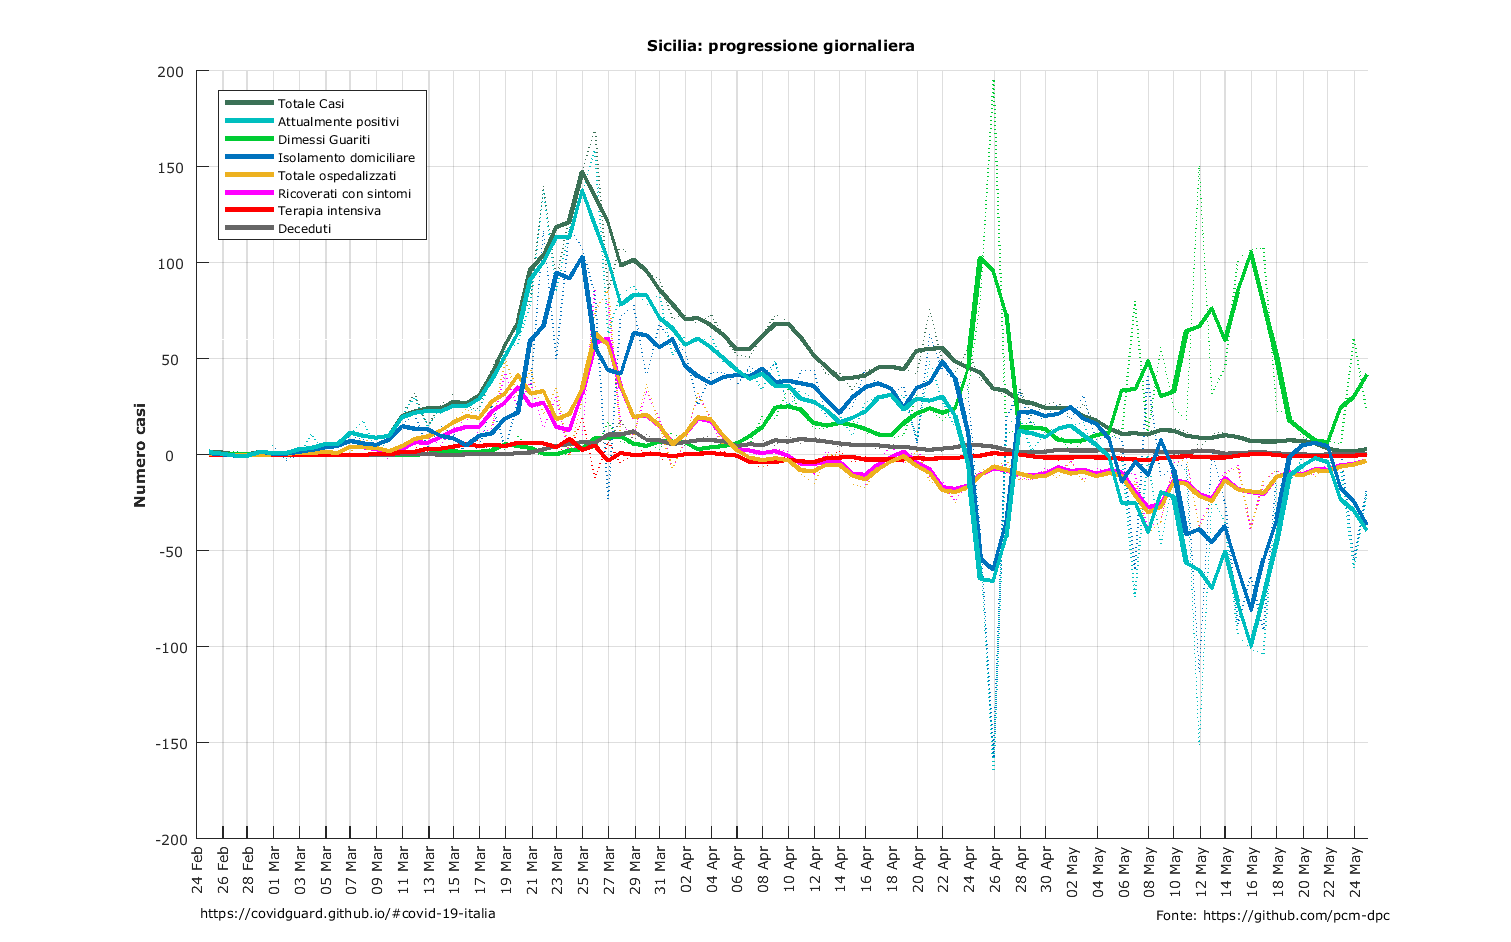 Sicilia: progressione giornaliera
200
150
100
50
0
-50
-100
-150
-200
Numero casi
Totale Casi
Attualmente positivi
Dimessi Guariti
Isolamento domiciliare
Totale ospedalizzati
Ricoverati con sintomi
Terapia intensiva
Deceduti
24 Feb
26 Feb
28 Feb
01 Mar
03 Mar
05 Mar
07 Mar
09 Mar
11 Mar
13 Mar
15 Mar
17 Mar
19 Mar
21 Mar
23 Mar
25 Mar
27 Mar
29 Mar
31 Mar
02 Apr
04 Apr
06 Apr
08 Apr
10 Apr
12 Apr
14 Apr
16 Apr
18 Apr
20 Apr
22 Apr
24 Apr
26 Apr
28 Apr
30 Apr
02 May
04 May
06 May
08 May
10 May
12 May
14 May
16 May
18 May
20 May
22 May
24 May
https://covidguard.github.io/#covid-19-italia
Fonte: https://github.com/pcm-dpc